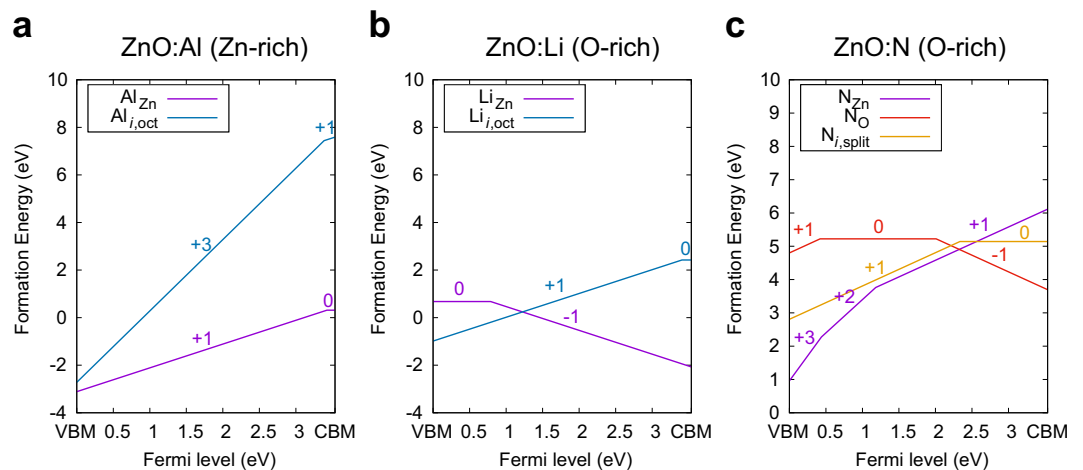 a
ZnO:Al (Zn-rich)
Formation Energy (eV)
10
8
6
4
2
0
-2
-4
Al_Zn
Al_i,oct
+1
+3
0
+1
VBM 0.5 1 1.5 2 2.5 3 CBM
Fermi level (eV)
b
ZnO:Li (O-rich)
Formation Energy (eV)
10
8
6
4
2
0
-2
-4
Li_Zn
Li_i,oct
0
+1
0
-1
VBM 0.5 1 1.5 2 2.5 3 CBM
Fermi level (eV)
c
ZnO:N (O-rich)
Formation Energy (eV)
10
9
8
7
6
5
4
3
2
1
0
N_Zn
N_O
N_i,split
+1
0
+1
0
-1
+1
+2
+3
VBM 0.5 1 1.5 2 2.5 3 CBM
Fermi level (eV)